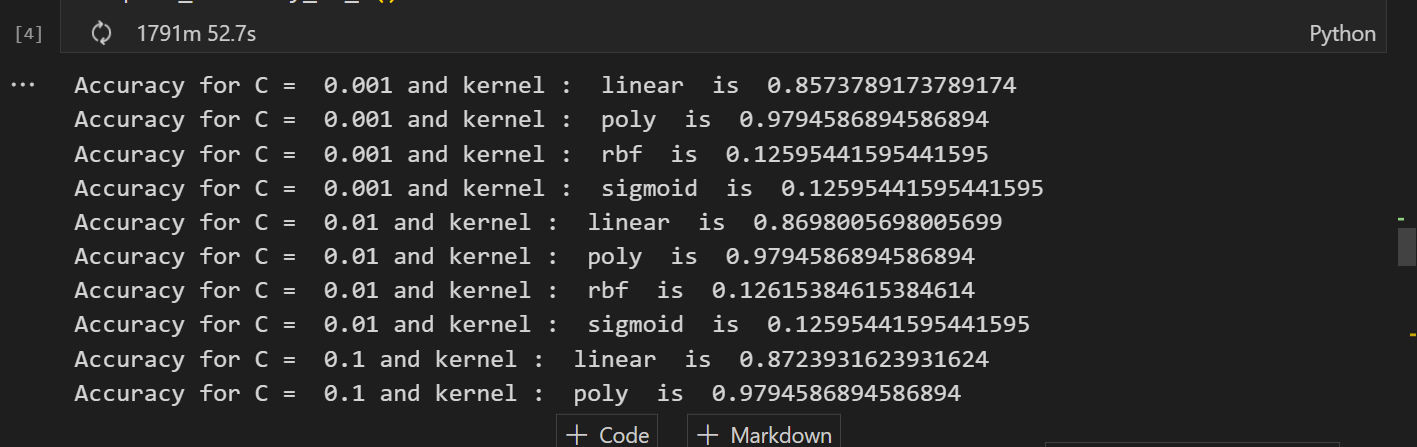 [4] 1791m 52.7s Python
... Accuracy for C =  0.001 and kernel :  linear  is  0.8573789173789174
Accuracy for C =  0.001 and kernel :  poly  is  0.9794586894586894
Accuracy for C =  0.001 and kernel :  rbf  is  0.12595441595441595
Accuracy for C =  0.001 and kernel :  sigmoid  is  0.12595441595441595
Accuracy for C =  0.01 and kernel :  linear  is  0.8698005698005699
Accuracy for C =  0.01 and kernel :  poly  is  0.9794586894586894
Accuracy for C =  0.01 and kernel :  rbf  is  0.12615384615384614
Accuracy for C =  0.01 and kernel :  sigmoid  is  0.12595441595441595
Accuracy for C =  0.1 and kernel :  linear  is  0.8723931623931624
Accuracy for C =  0.1 and kernel :  poly  is  0.9794586894586894
+ Code + Markdown